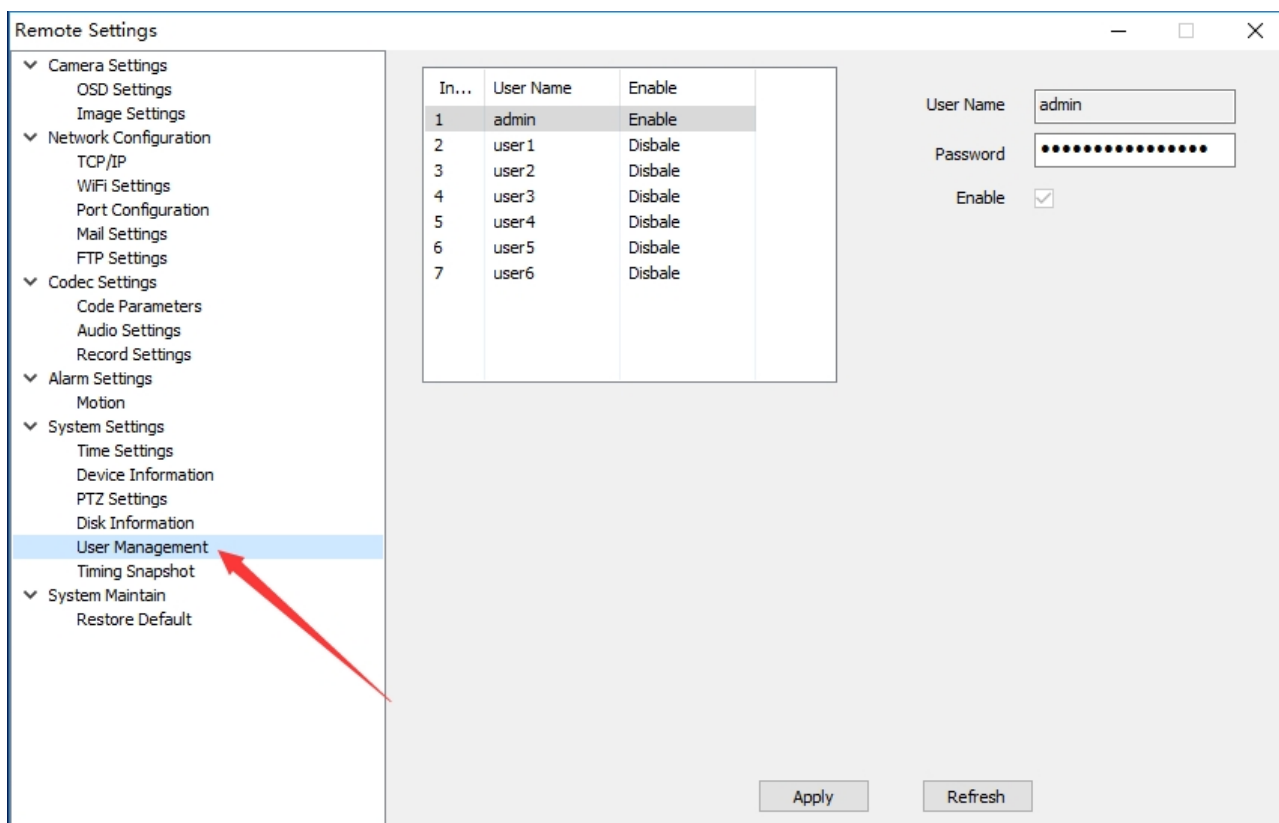 Remote Settings
Camera Settings
OSD Settings
Image Settings
Network Configuration
TCP/IP
WiFi Settings
Port Configuration
Mail Settings
FTP Settings
Codec Settings
Code Parameters
Audio Settings
Record Settings
Alarm Settings
Motion
System Settings
Time Settings
Device Information
PTZ Settings
Disk Information
User Management
Timing Snapshot
System Maintain
Restore Default
In... User Name Enable
1 admin Enable
2 user1 Disbale
3 user2 Disbale
4 user3 Disbale
5 user4 Disbale
6 user5 Disbale
7 user6 Disbale
User Name admin
Password ••••••••••••••••
Enable
Apply Refresh